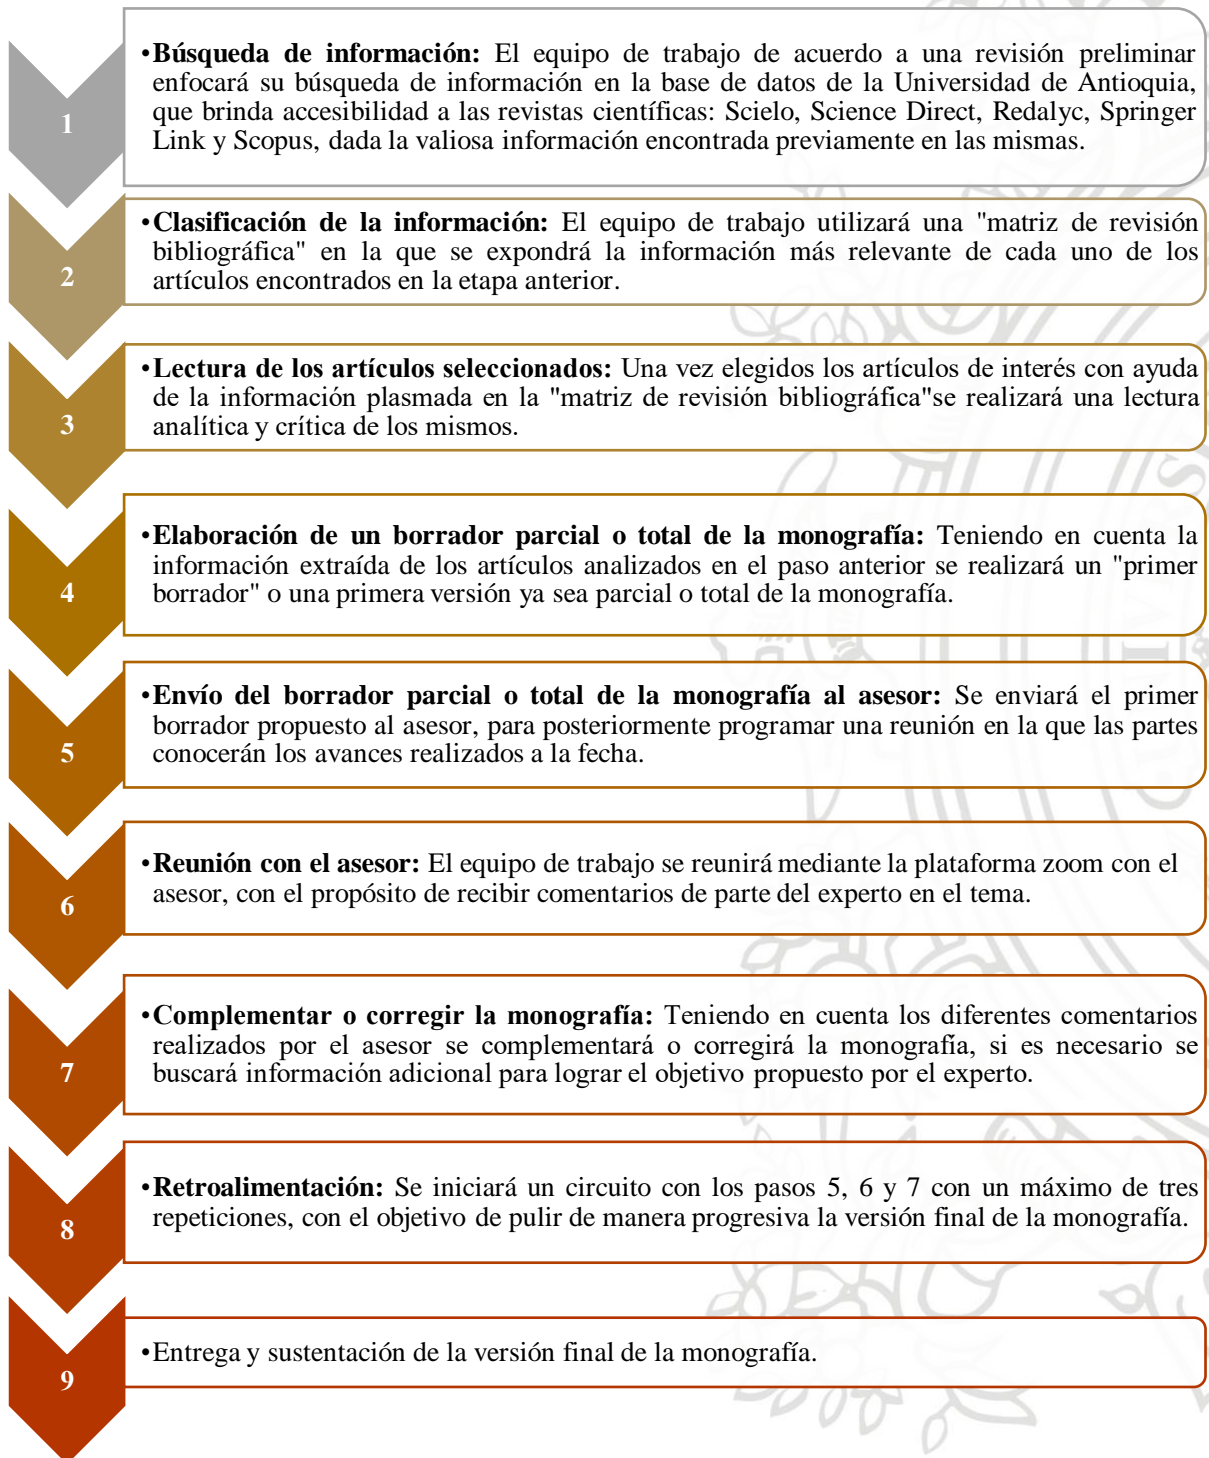 •Búsqueda de información: El equipo de trabajo de acuerdo a una revisión preliminar
enfocará su búsqueda de información en la base de datos de la Universidad de Antioquia,
que brinda accesibilidad a las revistas científicas: Scielo, Science Direct, Redalyc, Springer
Link y Scopus, dada la valiosa información encontrada previamente en las mismas.
1
•Clasificación de la información: El equipo de trabajo utilizará una "matriz de revisión
bibliográfica" en la que se expondrá la información más relevante de cada uno de los
artículos encontrados en la etapa anterior.
2
•Lectura de los artículos seleccionados: Una vez elegidos los artículos de interés con ayuda
de la información plasmada en la "matriz de revisión bibliográfica"se realizará una lectura
analítica y crítica de los mismos.
3
•Elaboración de un borrador parcial o total de la monografía: Teniendo en cuenta la
información extraída de los artículos analizados en el paso anterior se realizará un "primer
borrador" o una primera versión ya sea parcial o total de la monografía.
4
•Envío del borrador parcial o total de la monografía al asesor: Se enviará el primer
borrador propuesto al asesor, para posteriormente programar una reunión en la que las partes
conocerán los avances realizados a la fecha.
5
•Reunión con el asesor: El equipo de trabajo se reunirá mediante la plataforma zoom con el
asesor, con el propósito de recibir comentarios de parte del experto en el tema.
6
•Complementar o corregir la monografía: Teniendo en cuenta los diferentes comentarios
realizados por el asesor se complementará o corregirá la monografía, si es necesario se
buscará información adicional para lograr el objetivo propuesto por el experto.
7
•Retroalimentación: Se iniciará un circuito con los pasos 5, 6 y 7 con un máximo de tres
repeticiones, con el objetivo de pulir de manera progresiva la versión final de la monografía.
8
•Entrega y sustentación de la versión final de la monografía.
9